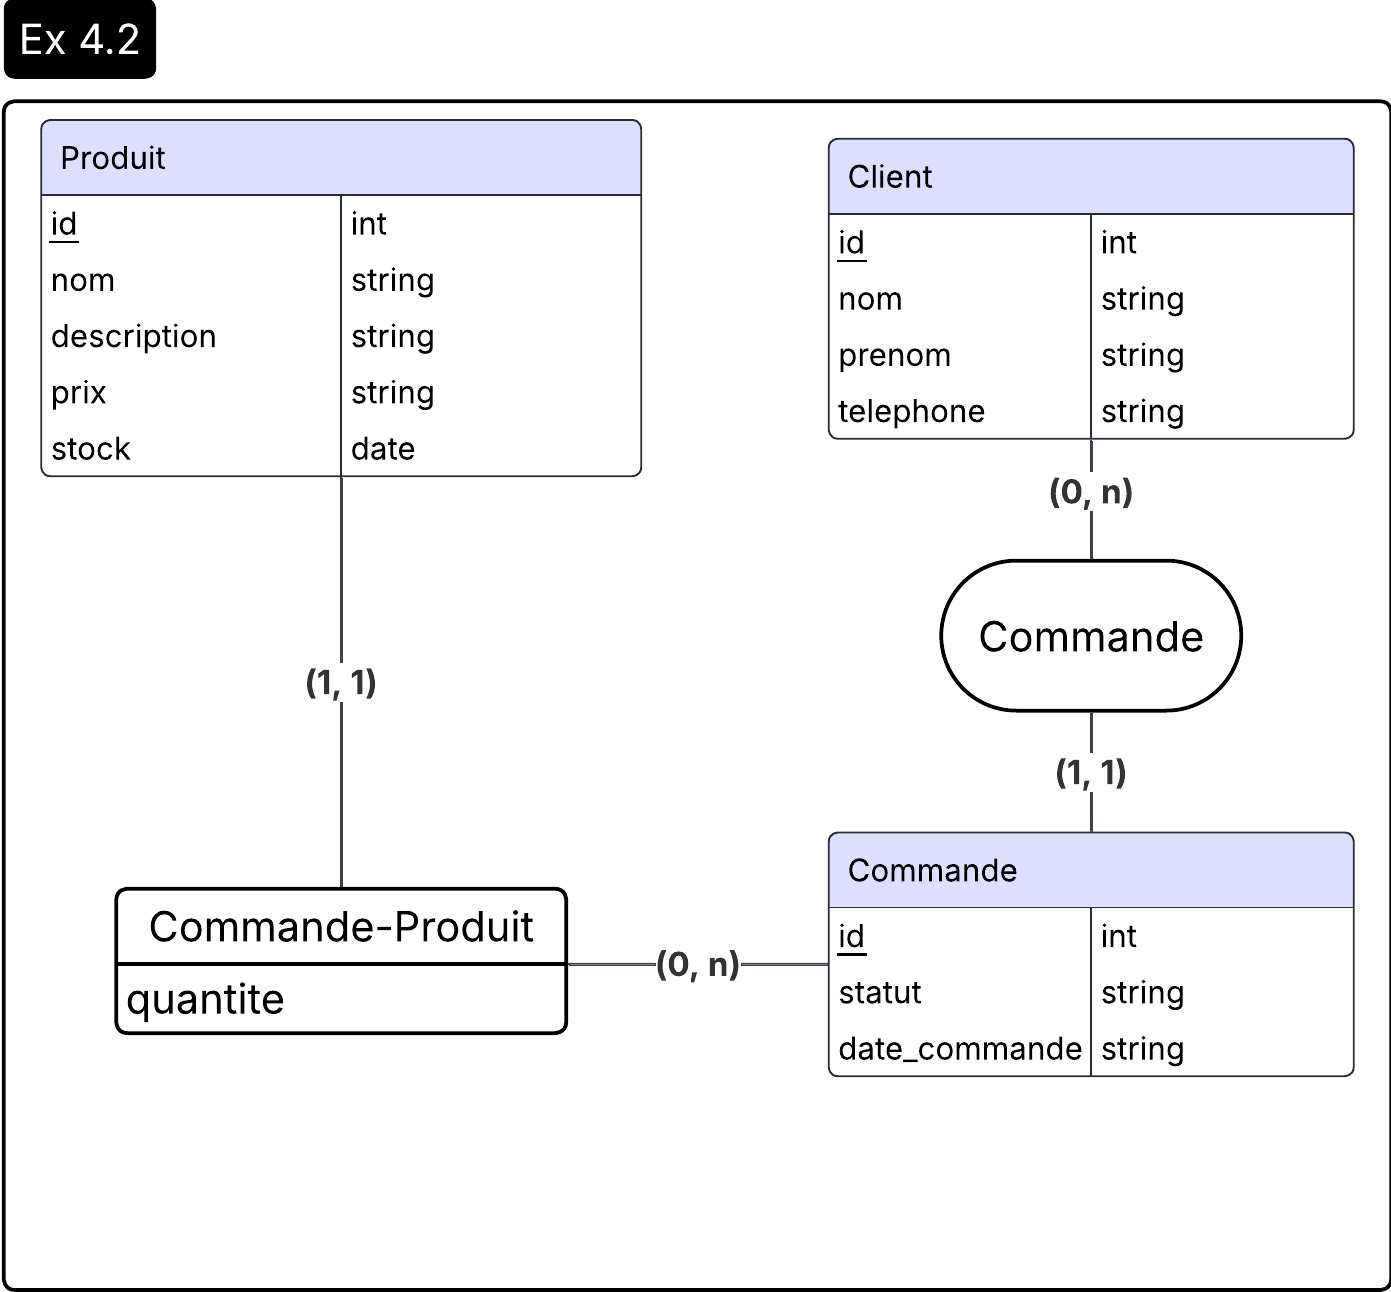 Ex 4.2
Produit
id int
nom string
description string
prix string
stock date
Client
id int
nom string
prenom string
telephone string
(0, n)
Commande
(1, 1)
(1, 1)
Commande
id int
statut string
date_commande string
Commande-Produit
quantite
(0, n)